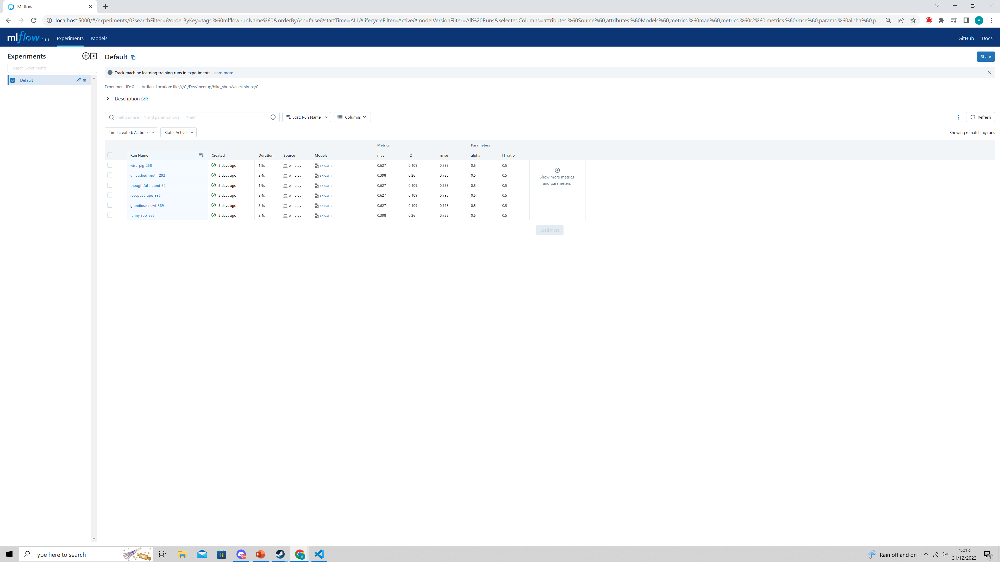 MLflow
localhost:5000/#/experiments/0?searchFilter=&orderByKey=tags.%60mlflow.runName%60&orderByAsc=false&startTime=ALL&lifecycleFilter=Active&modelVersionFilter=All%20Runs&selectedColumns=attributes.%60Source%60,attributes.%60Models%60,metrics.%60mae%60,metrics.%60r2%60,metrics.%60rmse%60,params.%60alpha%60,p...
A
mlflow 2.1.1 Experiments Models GitHub Docs
Experiments
Search Experiments
Default
Default
Share
Track machine learning training runs in experiments. Learn more
Experiment ID: 0 Artifact Location: file:///C:/Dev/meetup/bike_shop/wine/mlruns/0
Description Edit
metrics.rmse < 1 and params.model = "tree" Sort: Run Name Columns Refresh
Time created: All time State: Active Showing 6 matching runs
Metrics Parameters
Run Name Created Duration Source Models mae r2 rmse alpha l1_ratio
wise-pig-258 3 days ago 1.8s wine.py sklearn 0.627 0.109 0.793 0.5 0.5
unleashed-moth-292 3 days ago 2.4s wine.py sklearn 0.398 0.26 0.723 0.5 0.5
thoughtful-hound-32 3 days ago 1.9s wine.py sklearn 0.627 0.109 0.793 0.5 0.5
receptive-ape-996 3 days ago 2.4s wine.py sklearn 0.627 0.109 0.793 0.5 0.5
grandiose-newt-389 3 days ago 3.1s wine.py sklearn 0.627 0.109 0.793 0.5 0.5
funny-roo-566 3 days ago 2.4s wine.py sklearn 0.398 0.26 0.723 0.5 0.5
Show more metrics
and parameters
Load more
Type here to search
9+
P
A
Rain off and on
18:13
31/12/2022
1